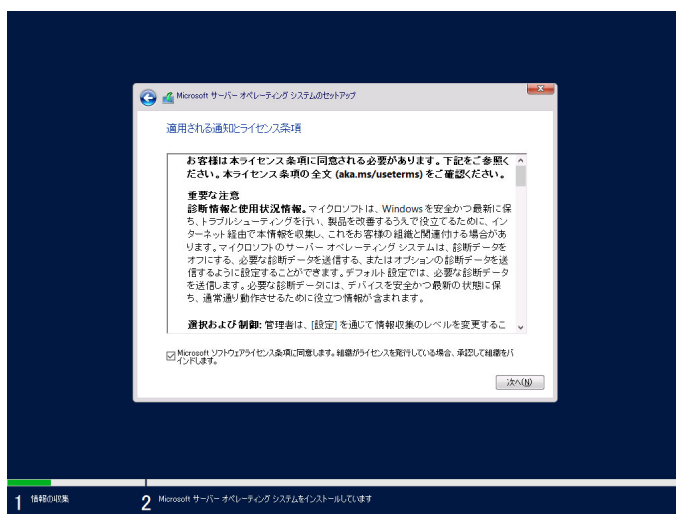 Microsoft サーバー オペレーティング システムのセットアップ
適用される通知とライセンス条項
お客様は本ライセンス条項に同意される必要があります。下記をご参照く
ださい。本ライセンス条項の全文 (aka.ms/useterms) をご確認ください。
重要な注意
診断情報と使用状況情報。マイクロソフトは、Windows を安全かつ最新に保
ち、トラブルシューティングを行い、製品を改善するうえで役立てるために、イン
ターネット経由で本情報を収集し、これをお客様の組織と関連付ける場合があ
ります。マイクロソフトのサーバー オペレーティング システムは、診断データを
オフにする、必要な診断データを送信する、またはオプションの診断データを送
信するように設定することができます。デフォルト設定では、必要な診断データ
を送信します。必要な診断データには、デバイスを安全かつ最新の状態に保
ち、通常通り動作させるために役立つ情報が含まれます。
選択および制御: 管理者は、[設定] を通じて情報収集のレベルを変更するこ
Microsoft ソフトウェアライセンス条項に同意します。組織がライセンスを発行している場合、承認して組織をバ
インドします。
次へ(N)
1 情報の収集
2 Microsoft サーバー オペレーティング システムをインストールしています